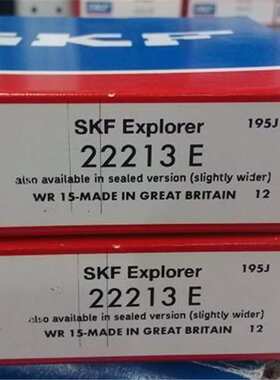 SKF
SKF Explorer 195J
22213 E
also available in sealed version (slightly wider)
WR 15-MADE IN GREAT BRITAIN 12
SKF Explorer 195J
22213 E
also available in sealed version (slightly wider)
WR 15-MADE IN GREAT BRITAIN 12